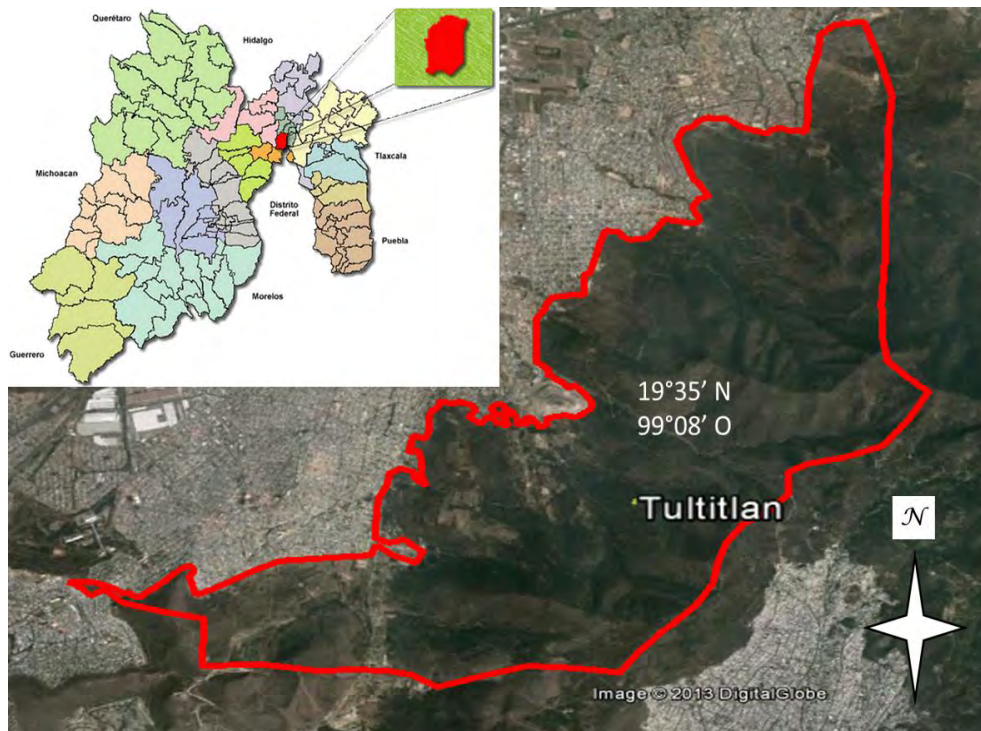 Querétaro
Hidalgo
Michoacan
Tlaxcala
Distrito
Federal
Puebla
Morelos
Guerrero
19°35’ N
99°08’ O
Tultitlan
N
Image © 2013 DigitalGlobe